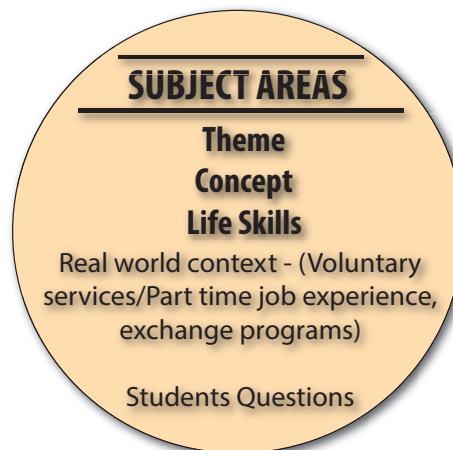 SUBJECT AREAS
Theme
Concept
Life Skills
Real world context - (Voluntary
services/Part time job experience,
exchange programs)
Students Questions